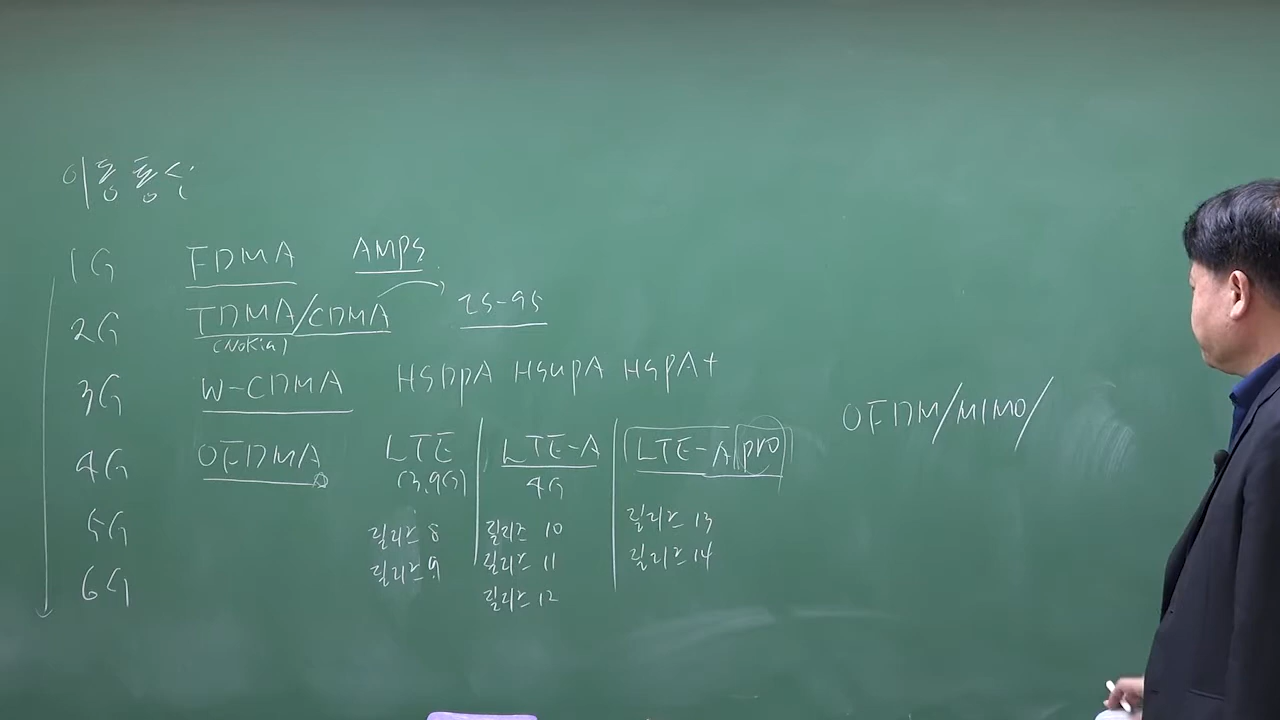 이동통신
1G FDMA AMPS
2G TDMA/CDMA IS-95
(Nokia)
3G W-CDMA HSDPA HSUPA HSPA+
OFDM/MIMO/
4G OFDMA LTE LTE-A LTE-A pro
(3.9G) 4G
5G 릴리즈 8 릴리즈 10 릴리즈 13
릴리즈 9 릴리즈 11 릴리즈 14
6G 릴리즈 12